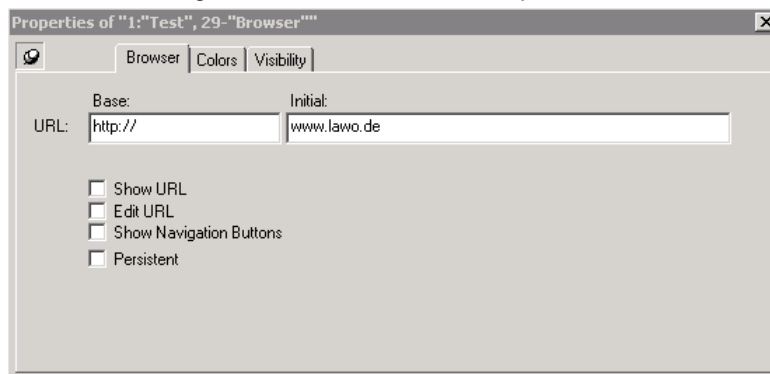 Properties of "1:"Test", 29-"Browser""
Browser Colors Visibility
Base: Initial:
URL: http:// www.lawo.de
Show URL
Edit URL
Show Navigation Buttons
Persistent